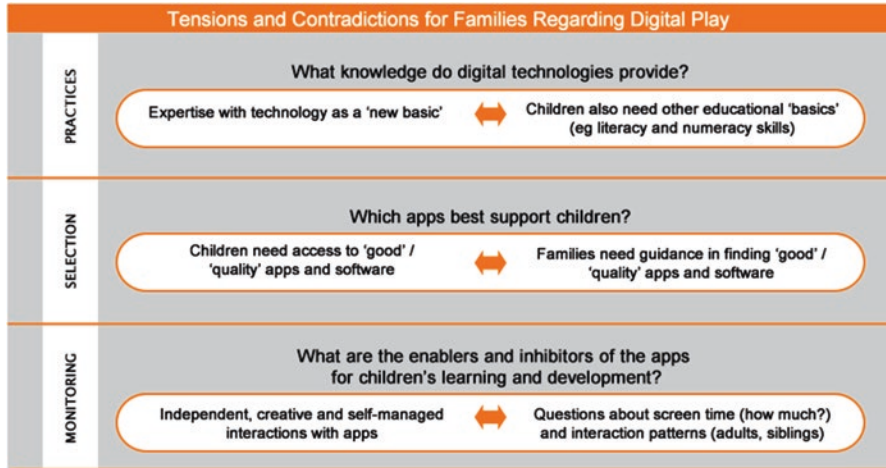 Tensions and Contradictions for Families Regarding Digital Play
PRACTICES
What knowledge do digital technologies provide?
Expertise with technology as a ‘new basic’
Children also need other educational ‘basics’
(eg literacy and numeracy skills)
SELECTION
Which apps best support children?
Children need access to ‘good’ /
‘quality’ apps and software
Families need guidance in finding ‘good’ /
‘quality’ apps and software
MONITORING
What are the enablers and inhibitors of the apps
for children’s learning and development?
Independent, creative and self-managed
interactions with apps
Questions about screen time (how much?)
and interaction patterns (adults, siblings)